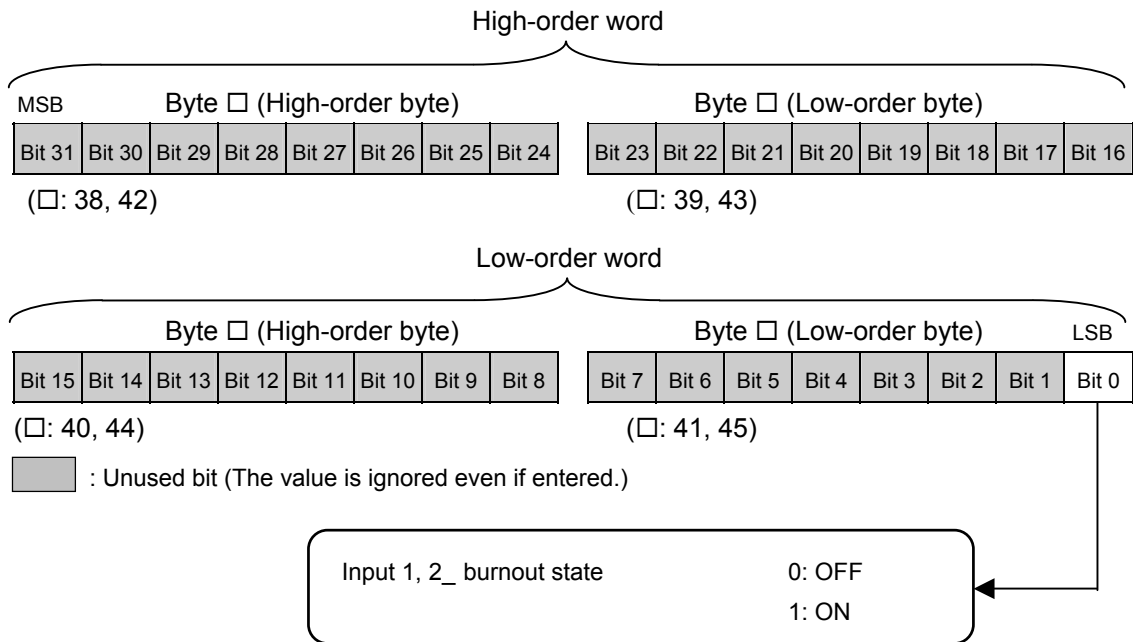 High-order word
MSB Byte □ (High-order byte) Byte □ (Low-order byte)
Bit 31 Bit 30 Bit 29 Bit 28 Bit 27 Bit 26 Bit 25 Bit 24 Bit 23 Bit 22 Bit 21 Bit 20 Bit 19 Bit 18 Bit 17 Bit 16
(□: 38, 42) (□: 39, 43)
Low-order word
Byte □ (High-order byte) Byte □ (Low-order byte) LSB
Bit 15 Bit 14 Bit 13 Bit 12 Bit 11 Bit 10 Bit 9 Bit 8 Bit 7 Bit 6 Bit 5 Bit 4 Bit 3 Bit 2 Bit 1 Bit 0
(□: 40, 44) (□: 41, 45)
: Unused bit (The value is ignored even if entered.)
Input 1, 2_ burnout state 0: OFF
1: ON